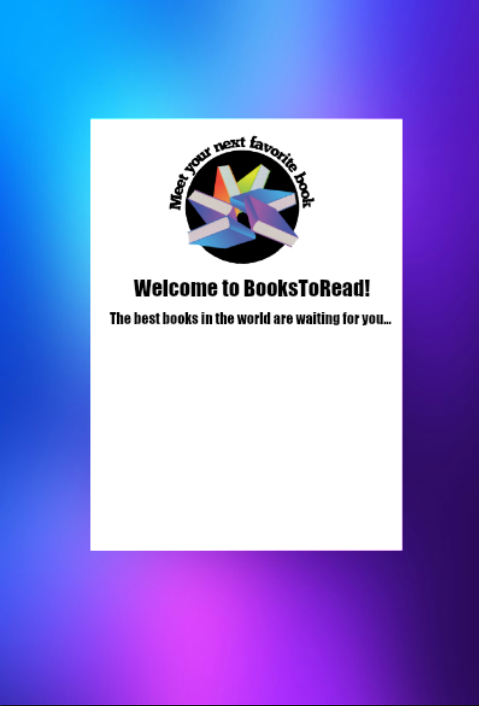 Meet your next favorite book
Welcome to BooksToRead!
The best books in the world are waiting for you...